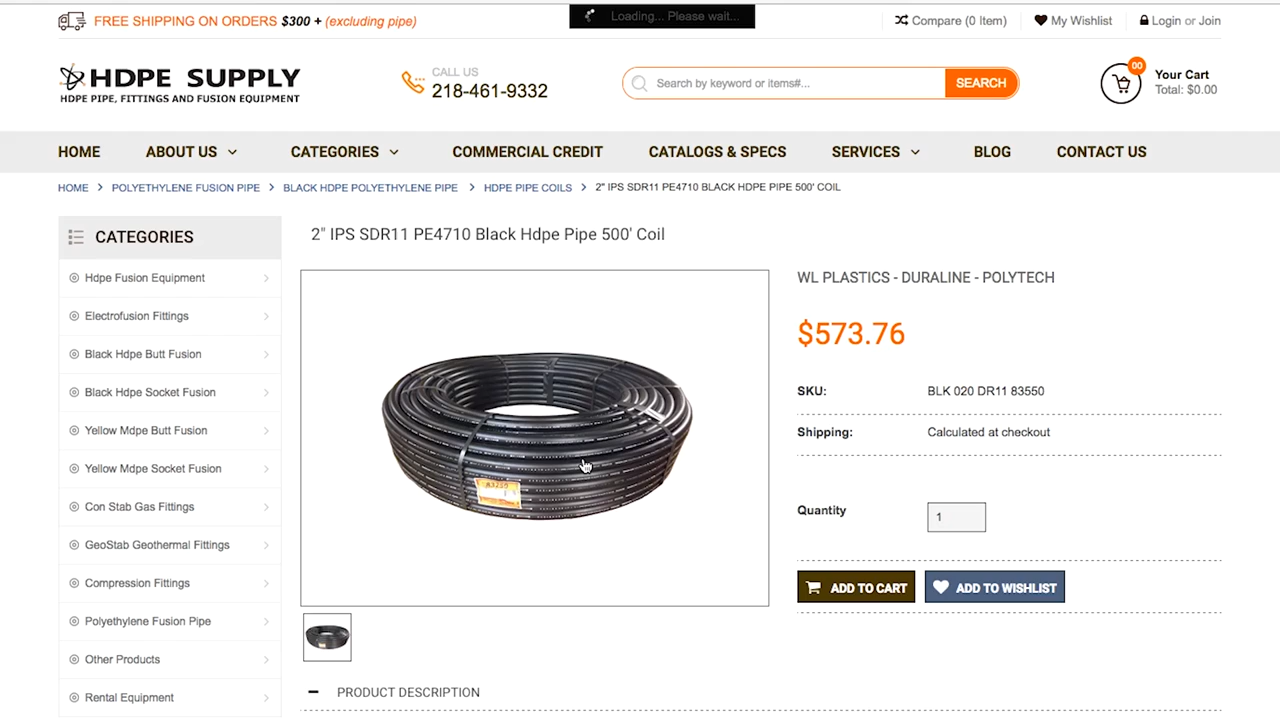 FREE SHIPPING ON ORDERS $300 + (excluding pipe)
Loading... Please wait...
Compare (0 Item)
My Wishlist
Login or Join
HDPE SUPPLY
HDPE PIPE, FITTINGS AND FUSION EQUIPMENT
CALL US
218-461-9332
Search by keyword or items#...
SEARCH
00
Your Cart
Total: $0.00
HOME
ABOUT US
CATEGORIES
COMMERCIAL CREDIT
CATALOGS & SPECS
SERVICES
BLOG
CONTACT US
HOME > POLYETHYLENE FUSION PIPE > BLACK HDPE POLYETHYLENE PIPE > HDPE PIPE COILS > 2" IPS SDR11 PE4710 BLACK HDPE PIPE 500' COIL
CATEGORIES
Hdpe Fusion Equipment
Electrofusion Fittings
Black Hdpe Butt Fusion
Black Hdpe Socket Fusion
Yellow Mdpe Butt Fusion
Yellow Mdpe Socket Fusion
Con Stab Gas Fittings
GeoStab Geothermal Fittings
Compression Fittings
Polyethylene Fusion Pipe
Other Products
Rental Equipment
2" IPS SDR11 PE4710 Black Hdpe Pipe 500' Coil
WL PLASTICS - DURALINE - POLYTECH
$573.76
SKU: BLK 020 DR11 83550
Shipping: Calculated at checkout
Quantity 1
ADD TO CART
ADD TO WISHLIST
PRODUCT DESCRIPTION